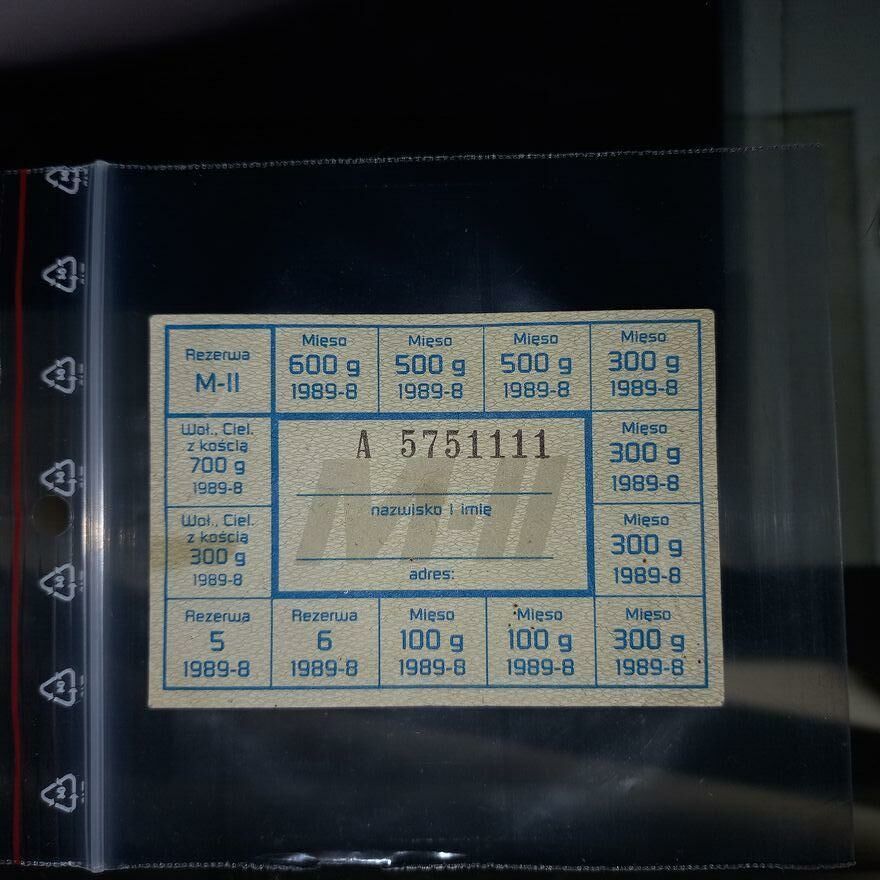 Rezerwa
M-II
Mięso
600 g
1989-8
Mięso
500 g
1989-8
Mięso
500 g
1989-8
Mięso
300 g
1989-8
Woł., Ciel.
z kością
700 g
1989-8
A 5751111
M-II
nazwisko i imię
adres:
Mięso
300 g
1989-8
Woł., Ciel.
z kością
300 g
1989-8
Mięso
300 g
1989-8
Rezerwa
5
1989-8
Rezerwa
6
1989-8
Mięso
100 g
1989-8
Mięso
100 g
1989-8
Mięso
300 g
1989-8